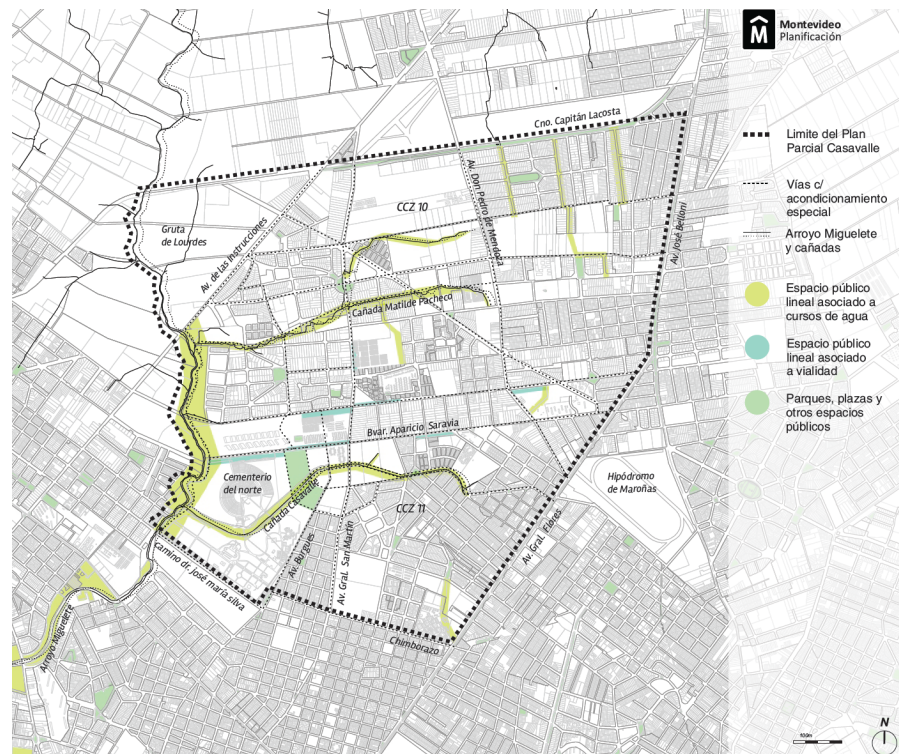 Montevideo
Planificación
Limite del Plan
Parcial Casavalle
Vías c/
acondicionamiento
especial
Arroyo Miguelete
y cañadas
Espacio público
lineal asociado a
cursos de agua
Espacio público
lineal asociado
a vialidad
Parques, plazas y
otros espacios
públicos
Cno. Capitán Lacosta
Av. Don Pedro de Mendoza
CCZ 10
Gruta
de Lourdes
Av. de las Instrucciones
Av. José Belloni
Cañada Matilde Pacheco
Bvar. Aparicio Saravia
Cementerio
del norte
Hipódromo
de Maroñas
Cañada Casavalle
CCZ 11
Av. Gral. Flores
Av. Burgues
Av. Gral. San Martín
camino dr. José maría silva
Arroyo Miguelete
Chimborazo
N